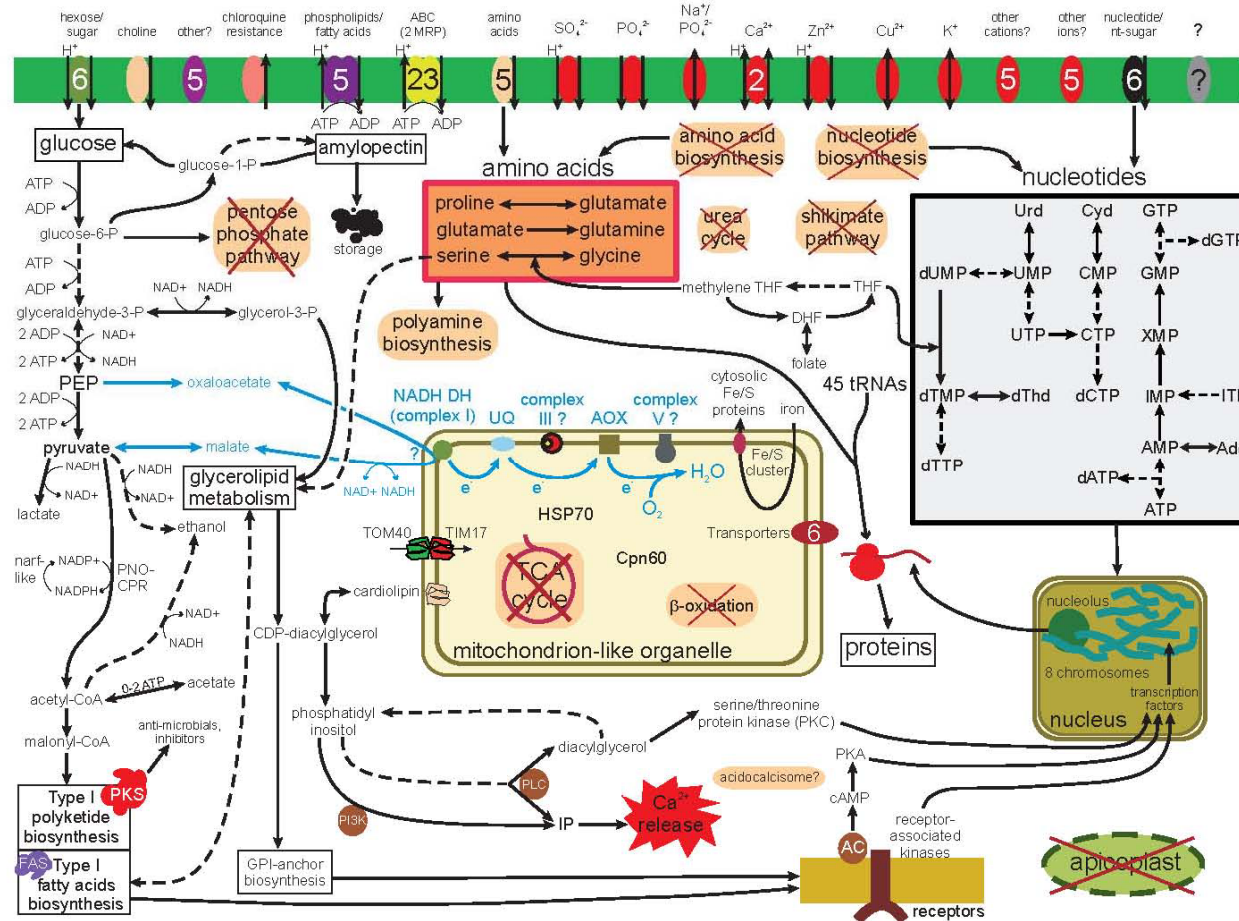 hexose/
sugar
choline
other?
chloroquine
resistance
phospholipids/
fatty acids
ABC
(2 MRP)
amino
acids
SO₄²⁻
PO₄²⁻
Na⁺/
PO₄²⁻
Ca²⁺
Zn²⁺
Cu²⁺
K⁺
other
cations?
other
ions?
nucleotide/
nt-sugar
?
H⁺
H⁺
H⁺
H⁺
H⁺
H⁺
6
5
5
23
5
2
5
5
6
?
ATP
ADP
ATP
ADP
glucose
glucose-1-P
amylopectin
storage
ATP
ADP
glucose-6-P
pentose
phosphate
pathway
ATP
ADP
glyceraldehyde-3-P
NAD+
NADH
glycerol-3-P
2 ADP
NAD+
2 ATP
NADH
PEP
oxaloacetate
2 ADP
2 ATP
pyruvate
malate
NADH
NAD+
lactate
NADH
NAD+
ethanol
narf-
like
NADP+
NADPH
PNO-
CPR
NAD+
NADH
acetyl-CoA
0-2 ATP
acetate
malonyl-CoA
anti-microbials,
inhibitors
PKS
Type I
polyketide
biosynthesis
FAS
Type I
fatty acids
biosynthesis
amino acids
proline
glutamate
glutamate
glutamine
serine
glycine
amino acid
biosynthesis
nucleotide
biosynthesis
urea
cycle
shikimate
pathway
polyamine
biosynthesis
methylene THF
THF
DHF
folate
nucleotides
Urd
Cyd
GTP
dGTP
dUMP
UMP
CMP
GMP
UTP
CTP
XMP
dTMP
dThd
dCTP
IMP
AMP
dTTP
dATP
ATP
45 tRNAs
glycerolipid
metabolism
NAD+
NADH
?
NADH DH
(complex I)
UQ
complex
III ?
AOX
complex
V ?
cytosolic
Fe/S
proteins
iron
Fe/S
cluster
e⁻
e⁻
e⁻
O₂
H₂O
HSP70
Cpn60
TOM40
TIM17
Transporters
6
TCA
cycle
β-oxidation
cardiolipin
mitochondrion-like organelle
CDP-diacylglycerol
phosphatidyl
inositol
diacylglycerol
serine/threonine
protein kinase (PKC)
PLC
PI3K
IP
Ca²⁺
release
acidocalcisome?
PKA
cAMP
AC
receptor-
associated
kinases
receptors
GPI-anchor
biosynthesis
proteins
nucleolus
8 chromosomes
transcription
factors
nucleus
apicoplast